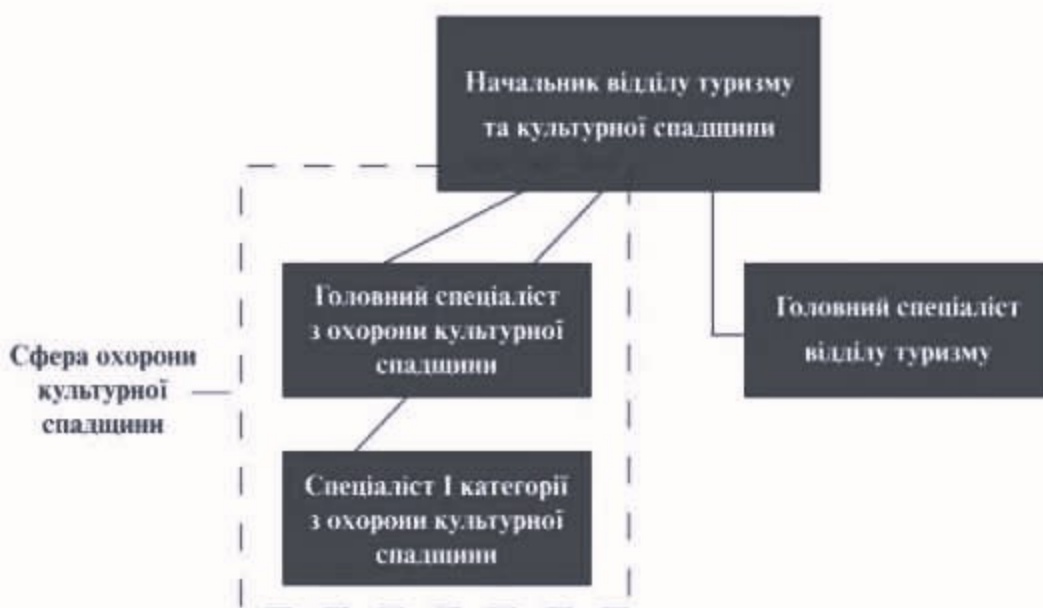 Начальник відділу туризму
та культурної спадщини
Головний спеціаліст
з охорони культурної
спадщини
Головний спеціаліст
відділу туризму
Сфера охорони
культурної
спадщини
Спеціаліст І категорії
з охорони культурної
спадщини